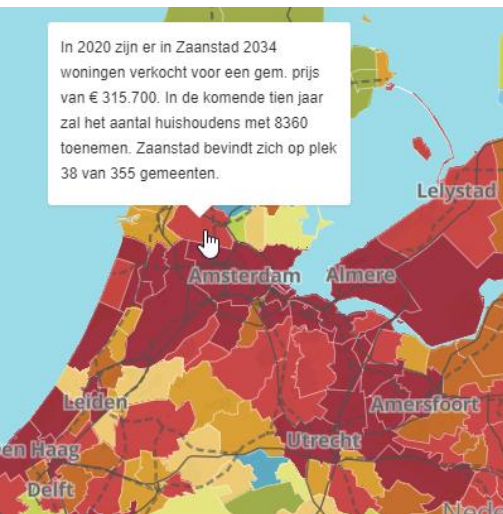 In 2020 zijn er in Zaanstad 2034
woningen verkocht voor een gem. prijs
van € 315.700. In de komende tien jaar
zal het aantal huishoudens met 8360
toenemen. Zaanstad bevindt zich op plek
38 van 355 gemeenten.
Lelystad
Amsterdam
Almere
Leiden
Amersfoort
Utrecht
en Haag
Delft
Nede